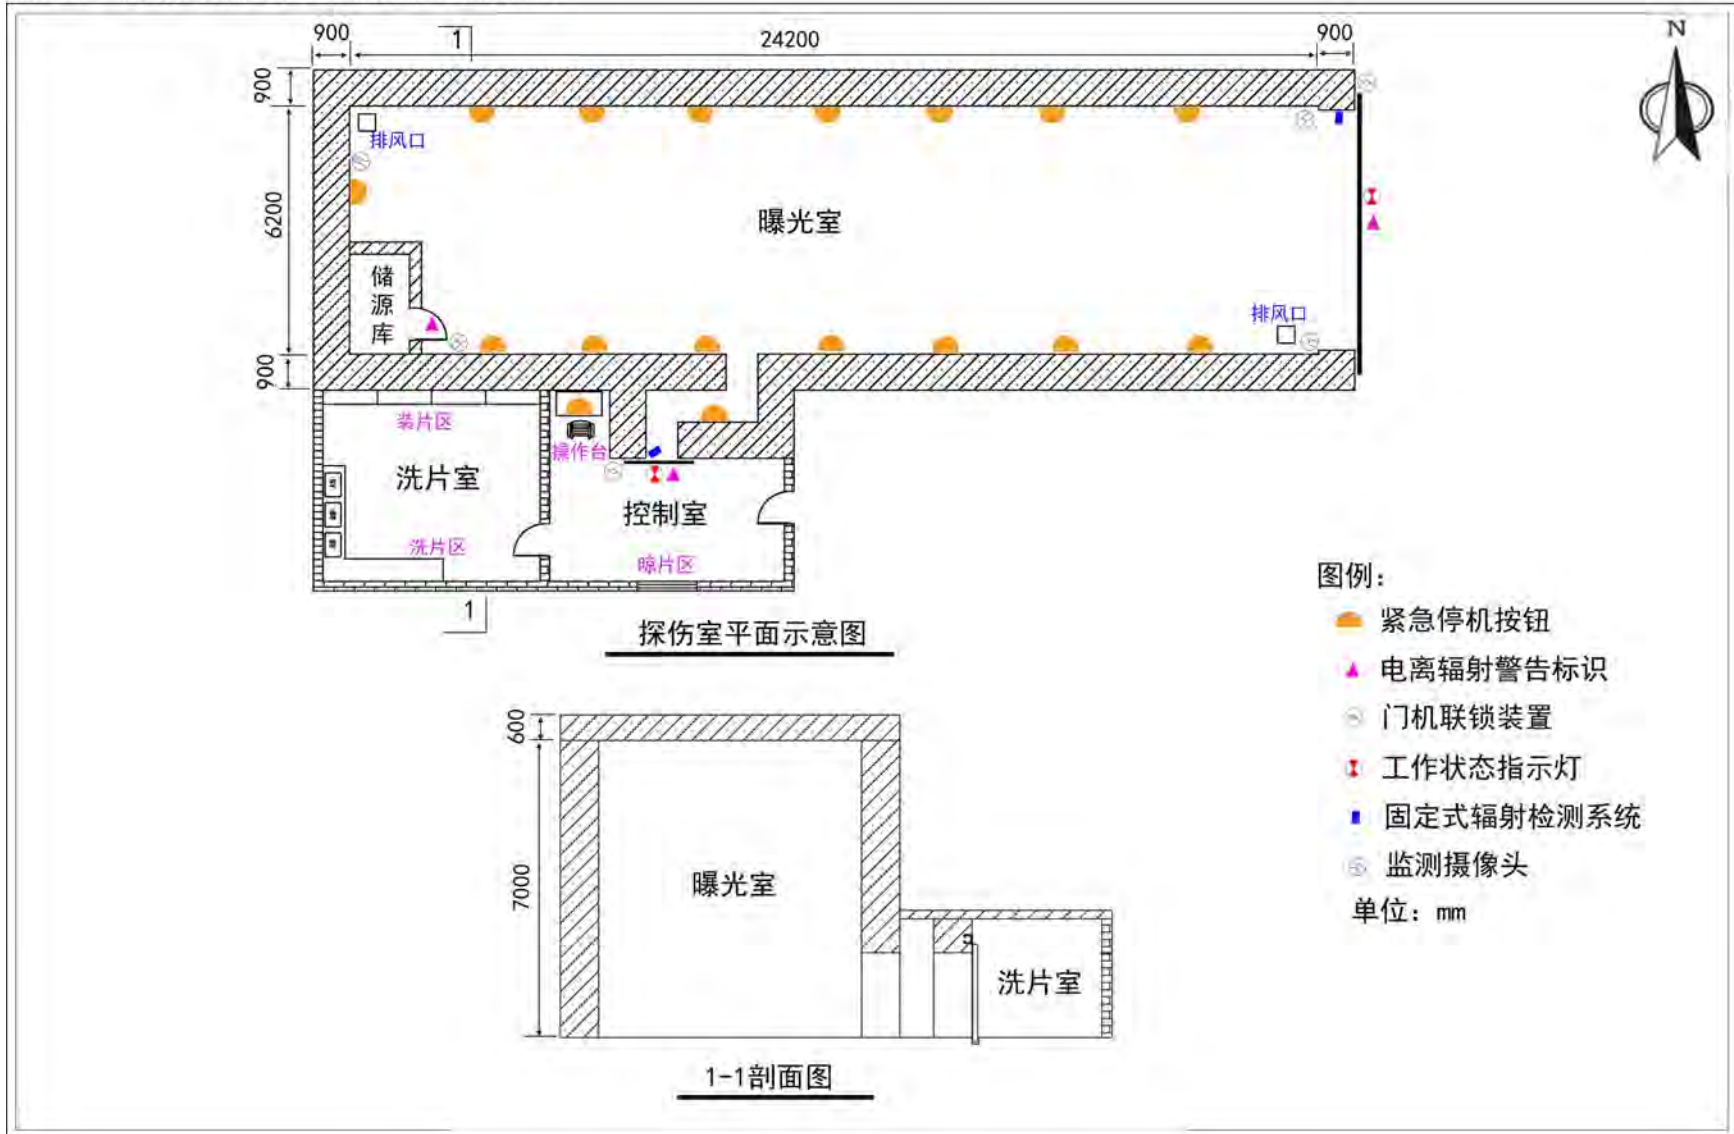 900
1
24200
900
N
900
排风口
6200
曝光室
储
源
库
排风口
900
装片区
操作台
洗片室
控制室
洗片区
晾片区
1
探伤室平面示意图
图例：
紧急停机按钮
电离辐射警告标识
门机联锁装置
工作状态指示灯
固定式辐射检测系统
监测摄像头
单位：mm
600
7000
曝光室
洗片室
1-1剖面图